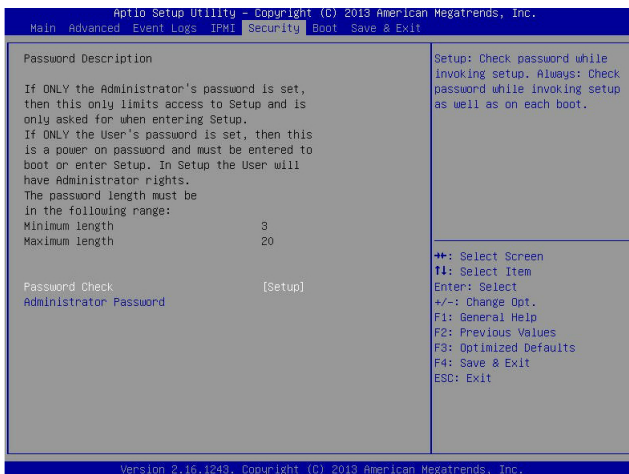 Aptio Setup Utility – Copyright (C) 2013 American Megatrends, Inc.
Main Advanced Event Logs IPMI Security Boot Save & Exit
Password Description
If ONLY the Administrator's password is set,
then this only limits access to Setup and is
only asked for when entering Setup.
If ONLY the User's password is set, then this
is a power on password and must be entered to
boot or enter Setup. In Setup the User will
have Administrator rights.
The password length must be
in the following range:
Minimum length 3
Maximum length 20
Password Check [Setup]
Administrator Password
Setup: Check password while
invoking setup. Always: Check
password while invoking setup
as well as on each boot.
→←: Select Screen
↑↓: Select Item
Enter: Select
+/-: Change Opt.
F1: General Help
F2: Previous Values
F3: Optimized Defaults
F4: Save & Exit
ESC: Exit
Version 2.16.1243. Copyright (C) 2013 American Megatrends, Inc.